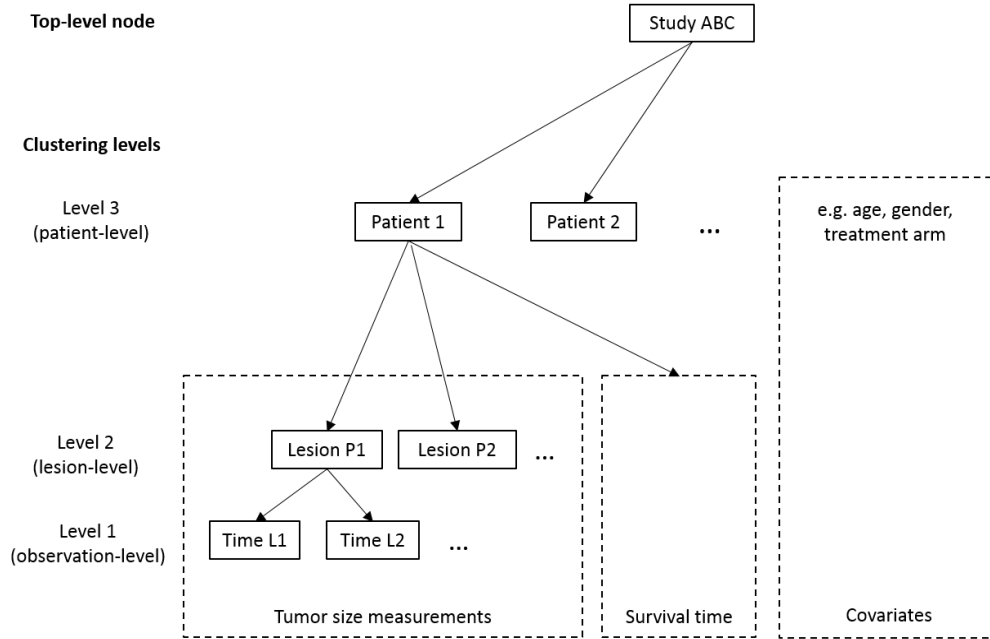 Top-level node
Study ABC
Clustering levels
Level 3
(patient-level)
Patient 1
Patient 2
...
e.g. age, gender,
treatment arm
Level 2
(lesion-level)
Lesion P1
Lesion P2
...
Level 1
(observation-level)
Time L1
Time L2
...
Tumor size measurements
Survival time
Covariates